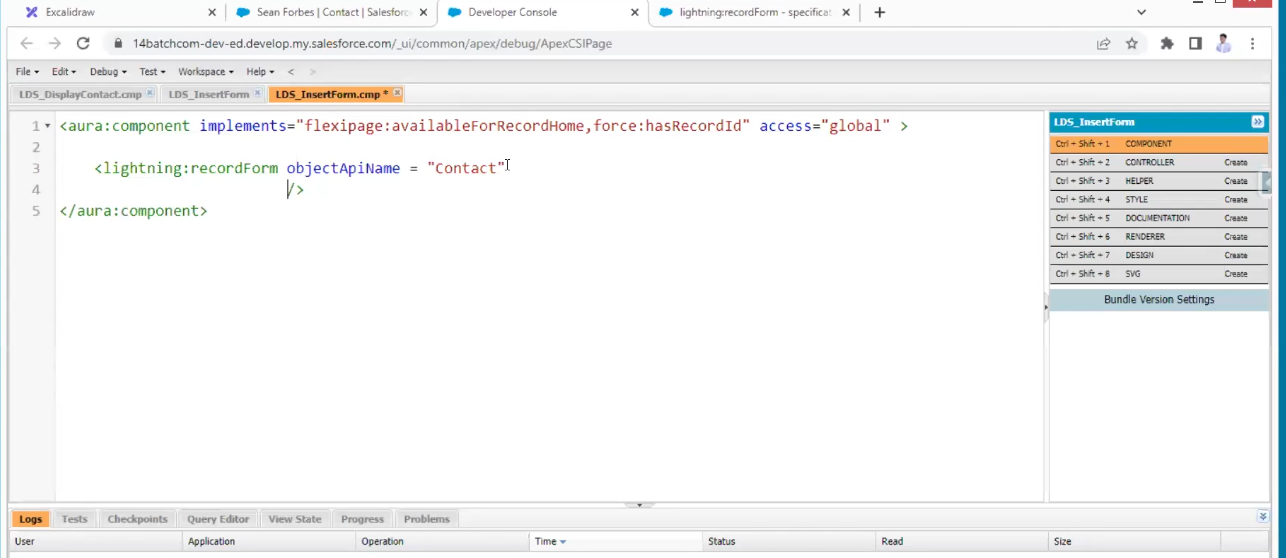 Excalidraw
Sean Forbes | Contact | Salesforc
Developer Console
lightning:recordForm - specificat
14batchcom-dev-ed.develop.my.salesforce.com/_ui/common/apex/debug/ApexCSIPage
File Edit Debug Test Workspace Help < >
LDS_DisplayContact.cmp LDS_InsertForm LDS_InsertForm.cmp *
1 <aura:component implements="flexipage:availableForRecordHome,force:hasRecordId" access="global" >
2
3 <lightning:recordForm objectApiName = "Contact"
4 />
5 </aura:component>
LDS_InsertForm
Ctrl + Shift + 1 COMPONENT
Ctrl + Shift + 2 CONTROLLER Create
Ctrl + Shift + 3 HELPER Create
Ctrl + Shift + 4 STYLE Create
Ctrl + Shift + 5 DOCUMENTATION Create
Ctrl + Shift + 6 RENDERER Create
Ctrl + Shift + 7 DESIGN Create
Ctrl + Shift + 8 SVG Create
Bundle Version Settings
Logs Tests Checkpoints Query Editor View State Progress Problems
User Application Operation Time Status Read Size